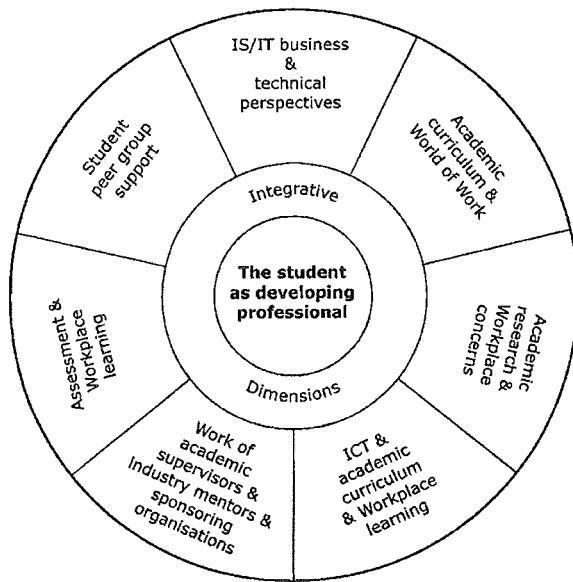 IS/IT business
&
technical
perspectives
Academic
curriculum &
World of Work
Academic
research &
Workplace
concerns
ICT &
academic
curriculum
& Workplace
learning
Work of
academic
supervisors &
Industry mentors &
sponsoring
organisations
Assessment &
Workplace
learning
Student
peer group
support
Integrative
The student
as developing
professional
Dimensions